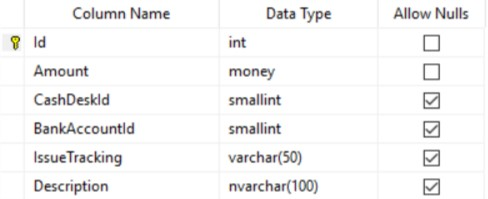 Column Name Data Type Allow Nulls
Id int
Amount money
CashDeskId smallint
BankAccountId smallint
IssueTracking varchar(50)
Description nvarchar(100)